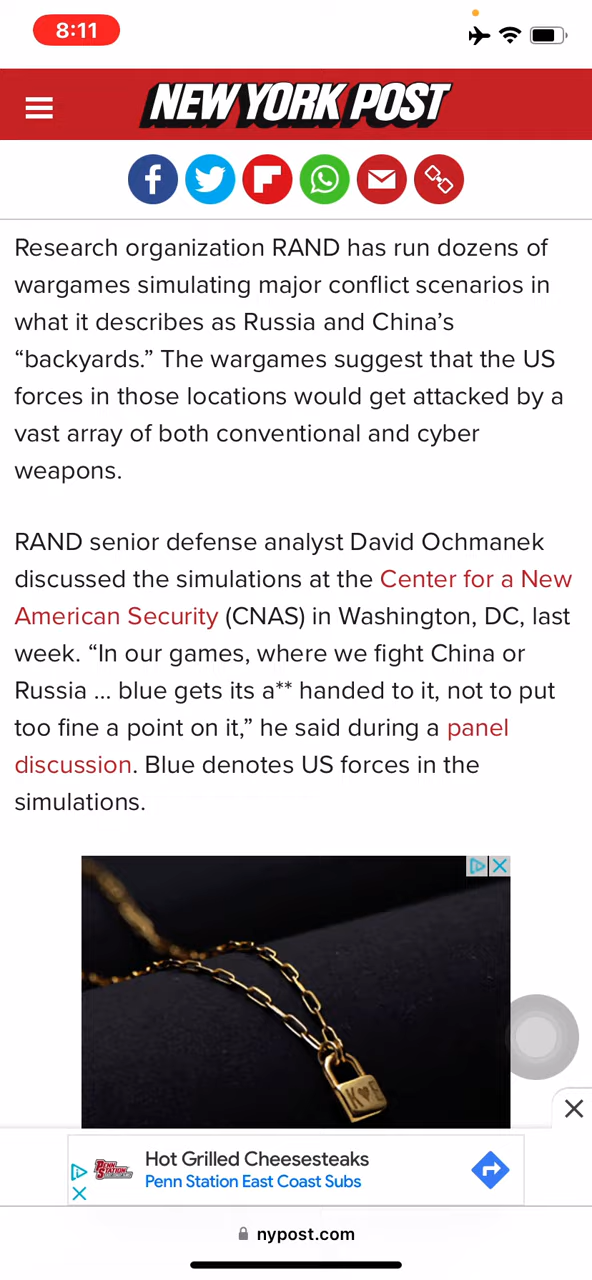 8:11
NEW YORK POST
Research organization RAND has run dozens of
wargames simulating major conflict scenarios in
what it describes as Russia and China’s
“backyards.” The wargames suggest that the US
forces in those locations would get attacked by a
vast array of both conventional and cyber
weapons.
RAND senior defense analyst David Ochmanek
discussed the simulations at the Center for a New
American Security (CNAS) in Washington, DC, last
week. “In our games, where we fight China or
Russia ... blue gets its a** handed to it, not to put
too fine a point on it,” he said during a panel
discussion. Blue denotes US forces in the
simulations.
K♥E
PENN STATION
Hot Grilled Cheesesteaks
Penn Station East Coast Subs
nypost.com